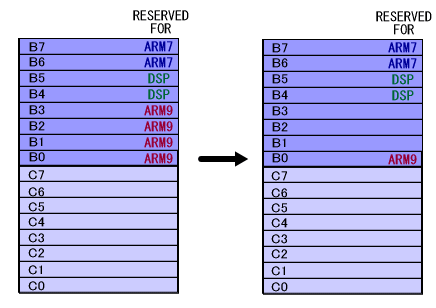 RESERVED
FOR
B7 ARM7
B6 ARM7
B5 DSP
B4 DSP
B3 ARM9
B2 ARM9
B1 ARM9
B0 ARM9
C7
C6
C5
C4
C3
C2
C1
C0
RESERVED
FOR
B7 ARM7
B6 ARM7
B5 DSP
B4 DSP
B3
B2
B1
B0 ARM9
C7
C6
C5
C4
C3
C2
C1
C0